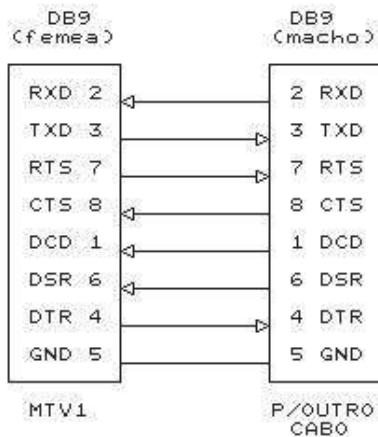 DB9 DB9
(femea) (macho)
RXD 2 2 RXD
TXD 3 3 TXD
RTS 7 7 RTS
CTS 8 8 CTS
DCD 1 1 DCD
DSR 6 6 DSR
DTR 4 4 DTR
GND 5 5 GND
MTV1 P/OUTRO
CABO